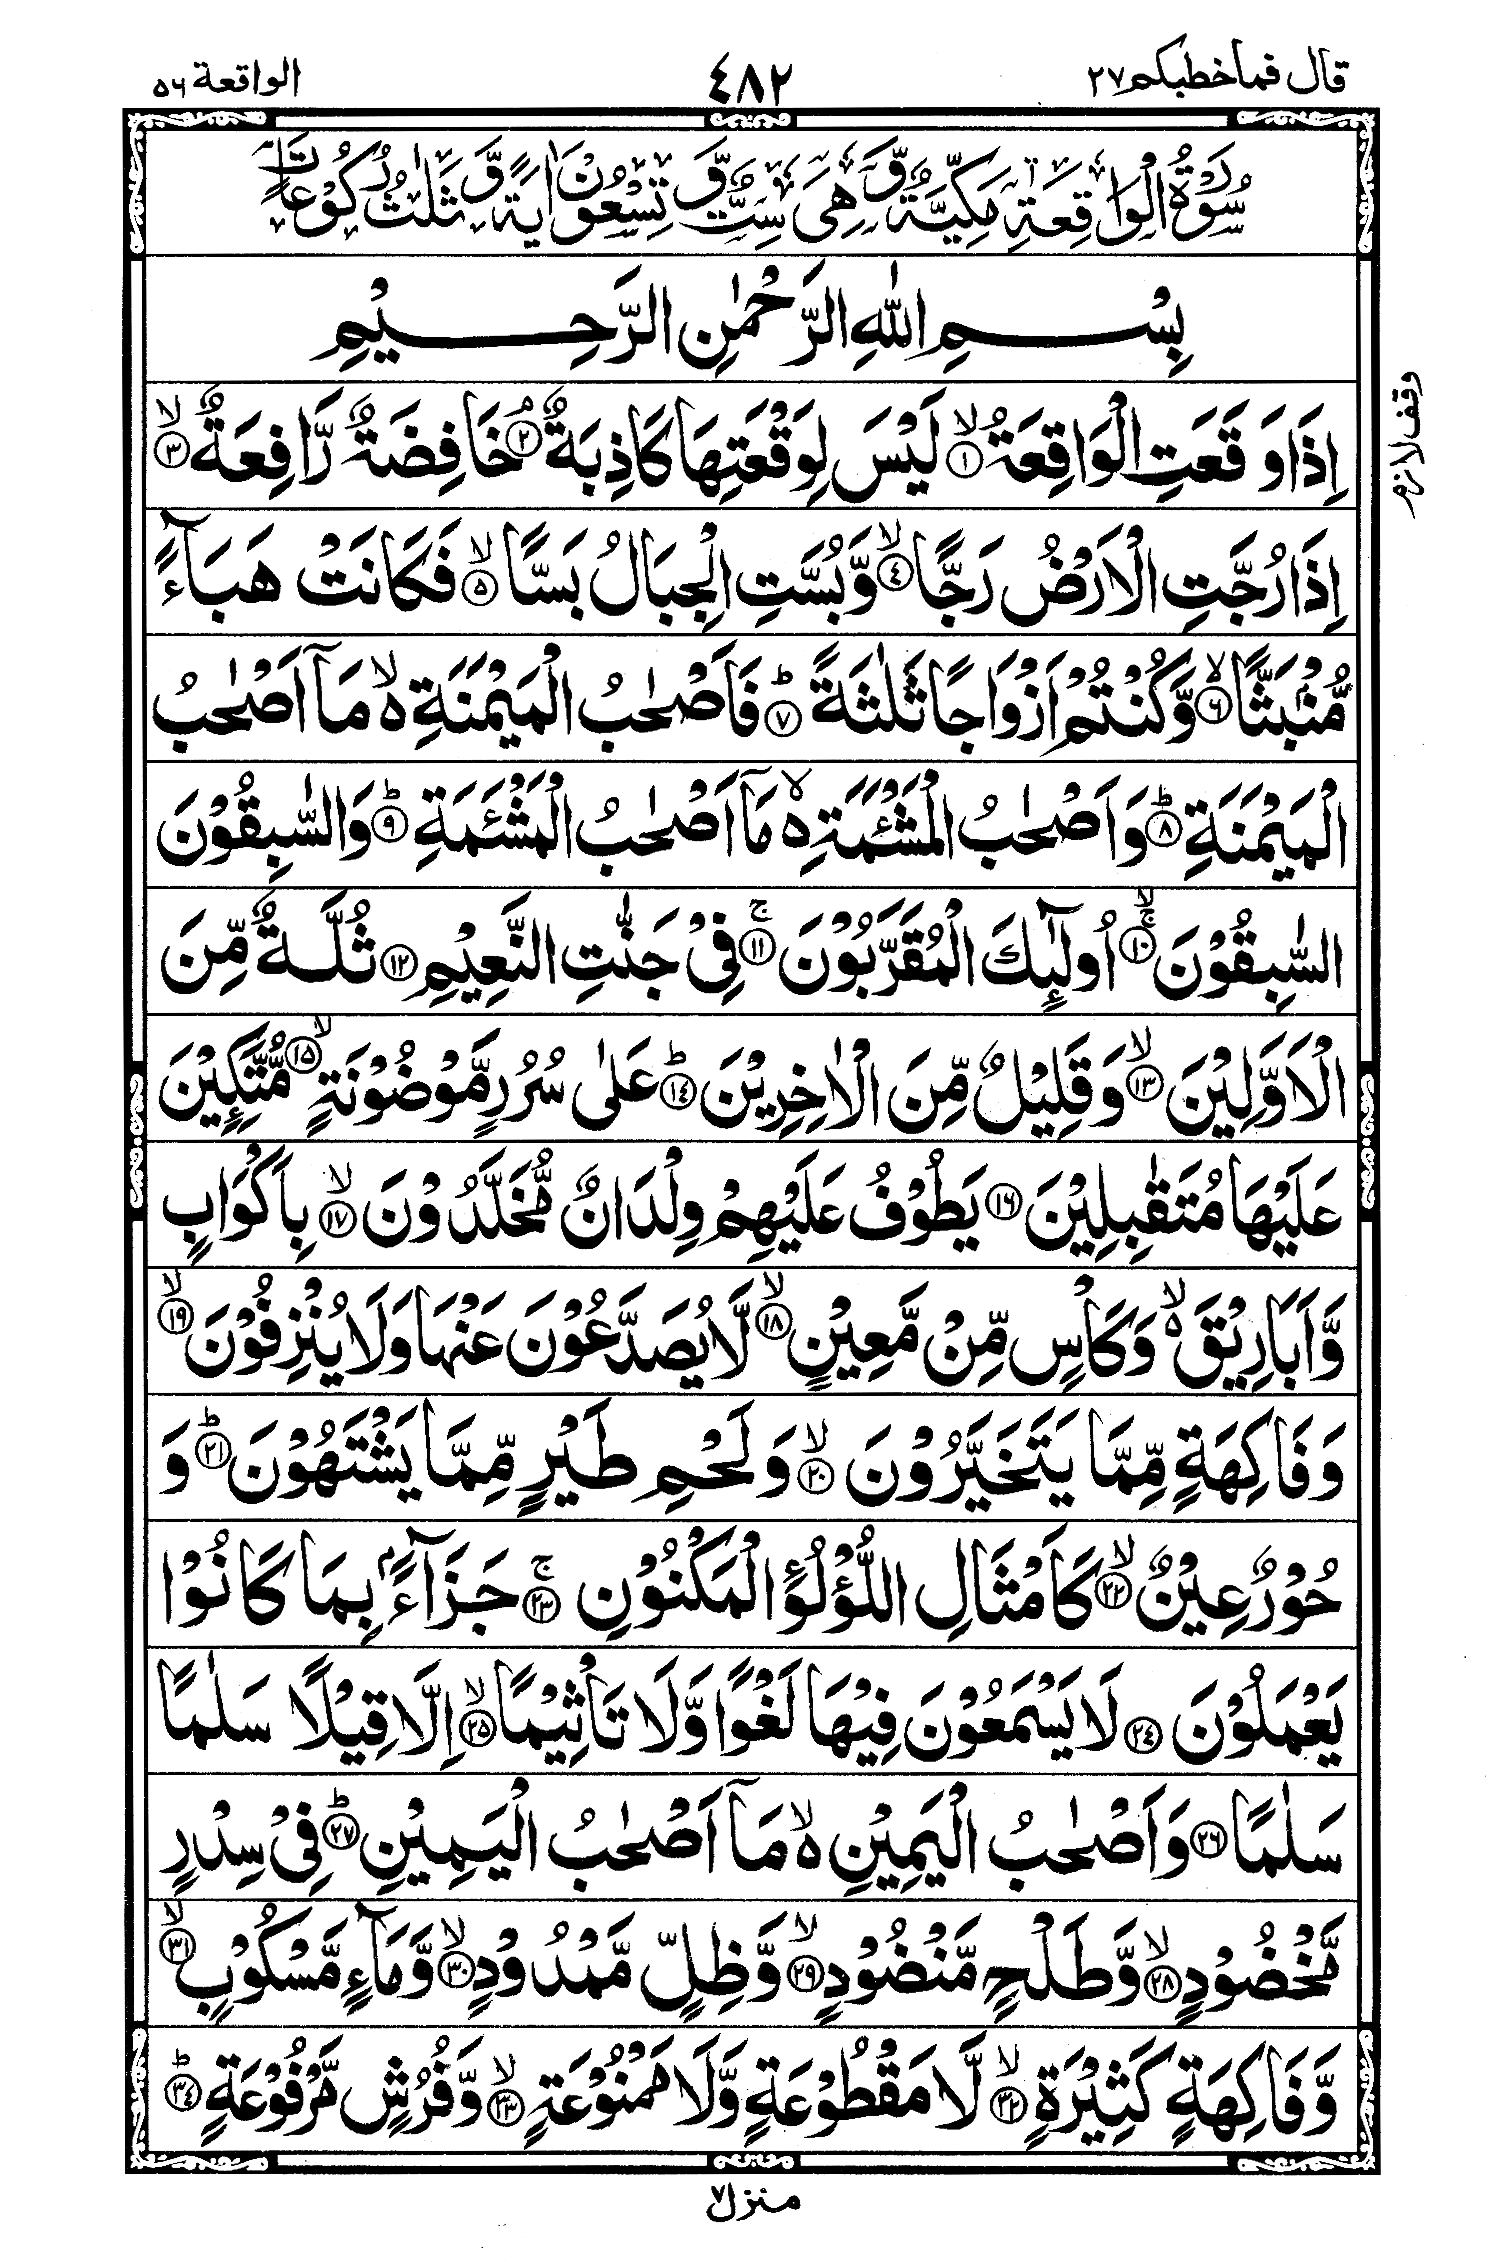 قال فماخطبكم ٢٧
٤٨٢
الواقعة ٥٦
سُوْرَةُ الْوَاقِعَةِ مَكِّيَّةٌ وَّهِيَ سِتٌّ وَّتِسْعُوْنَ اٰيَةً وَّثَلٰثُ رُكُوْعَاتٍ
بِسْمِ اللّٰهِ الرَّحْمٰنِ الرَّحِيْمِ
اِذَا وَقَعَتِ الْوَاقِعَةُ ۙ﴿١﴾ لَيْسَ لِوَقْعَتِهَا كَاذِبَةٌ ۘ﴿٢﴾ خَافِضَةٌ رَّافِعَةٌ ۙ﴿٣﴾
وقف لازم
اِذَا رُجَّتِ الْاَرْضُ رَجًّا ۙ﴿٤﴾ وَّبُسَّتِ الْجِبَالُ بَسًّا ۙ﴿٥﴾ فَكَانَتْ هَبَآءً
مُّنْۢبَثًّا ۙ﴿٦﴾ وَّكُنْتُمْ اَزْوَاجًا ثَلٰثَةً ؕ﴿٧﴾ فَاَصْحٰبُ الْمَيْمَنَةِ ۙ۬ مَاۤ اَصْحٰبُ
الْمَيْمَنَةِ ؕ﴿٨﴾ وَاَصْحٰبُ الْمَشْـَٔمَةِ ۙ۬ مَاۤ اَصْحٰبُ الْمَشْـَٔمَةِ ؕ﴿٩﴾ وَالسّٰبِقُوْنَ
السّٰبِقُوْنَ ۚۙ﴿١٠﴾ اُولٰٓئِكَ الْمُقَرَّبُوْنَ ۚ﴿١١﴾ فِيْ جَنّٰتِ النَّعِيْمِ ﴿١٢﴾ ثُلَّةٌ مِّنَ
الْاَوَّلِيْنَ ۙ﴿١٣﴾ وَقَلِيْلٌ مِّنَ الْاٰخِرِيْنَ ؕ﴿١٤﴾ عَلٰى سُرُرٍ مَّوْضُوْنَةٍ ۙ﴿١٥﴾ مُّتَّكِـِٕيْنَ
عَلَيْهَا مُتَقٰبِلِيْنَ ﴿١٦﴾ يَطُوْفُ عَلَيْهِمْ وِلْدَانٌ مُّخَلَّدُوْنَ ۙ﴿١٧﴾ بِاَكْوَابٍ
وَّاَبَارِيْقَ ۙ۬ وَكَاْسٍ مِّنْ مَّعِيْنٍ ۙ﴿١٨﴾ لَّا يُصَدَّعُوْنَ عَنْهَا وَلَا يُنْزِفُوْنَ ۙ﴿١٩﴾
وَفَاكِهَةٍ مِّمَّا يَتَخَيَّرُوْنَ ۙ﴿٢٠﴾ وَلَحْمِ طَيْرٍ مِّمَّا يَشْتَهُوْنَ ؕ﴿٢١﴾ وَ
حُوْرٌ عِيْنٌ ۙ﴿٢٢﴾ كَاَمْثَالِ اللُّؤْلُؤِ الْمَكْنُوْنِ ۚ﴿٢٣﴾ جَزَآءًۢ بِمَا كَانُوْا
يَعْمَلُوْنَ ﴿٢٤﴾ لَا يَسْمَعُوْنَ فِيْهَا لَغْوًا وَّلَا تَاْثِيْمًا ۙ﴿٢٥﴾ اِلَّا قِيْلًا سَلٰمًا
سَلٰمًا ﴿٢٦﴾ وَاَصْحٰبُ الْيَمِيْنِ ۙ۬ مَاۤ اَصْحٰبُ الْيَمِيْنِ ؕ﴿٢٧﴾ فِيْ سِدْرٍ
مَّخْضُوْدٍ ۙ﴿٢٨﴾ وَّطَلْحٍ مَّنْضُوْدٍ ۙ﴿٢٩﴾ وَّظِلٍّ مَّمْدُوْدٍ ۙ﴿٣٠﴾ وَّمَآءٍ مَّسْكُوْبٍ ۙ﴿٣١﴾
وَّفَاكِهَةٍ كَثِيْرَةٍ ۙ﴿٣٢﴾ لَّا مَقْطُوْعَةٍ وَّلَا مَمْنُوْعَةٍ ۙ﴿٣٣﴾ وَّفُرُشٍ مَّرْفُوْعَةٍ ؕ﴿٣٤﴾
منزل ٧